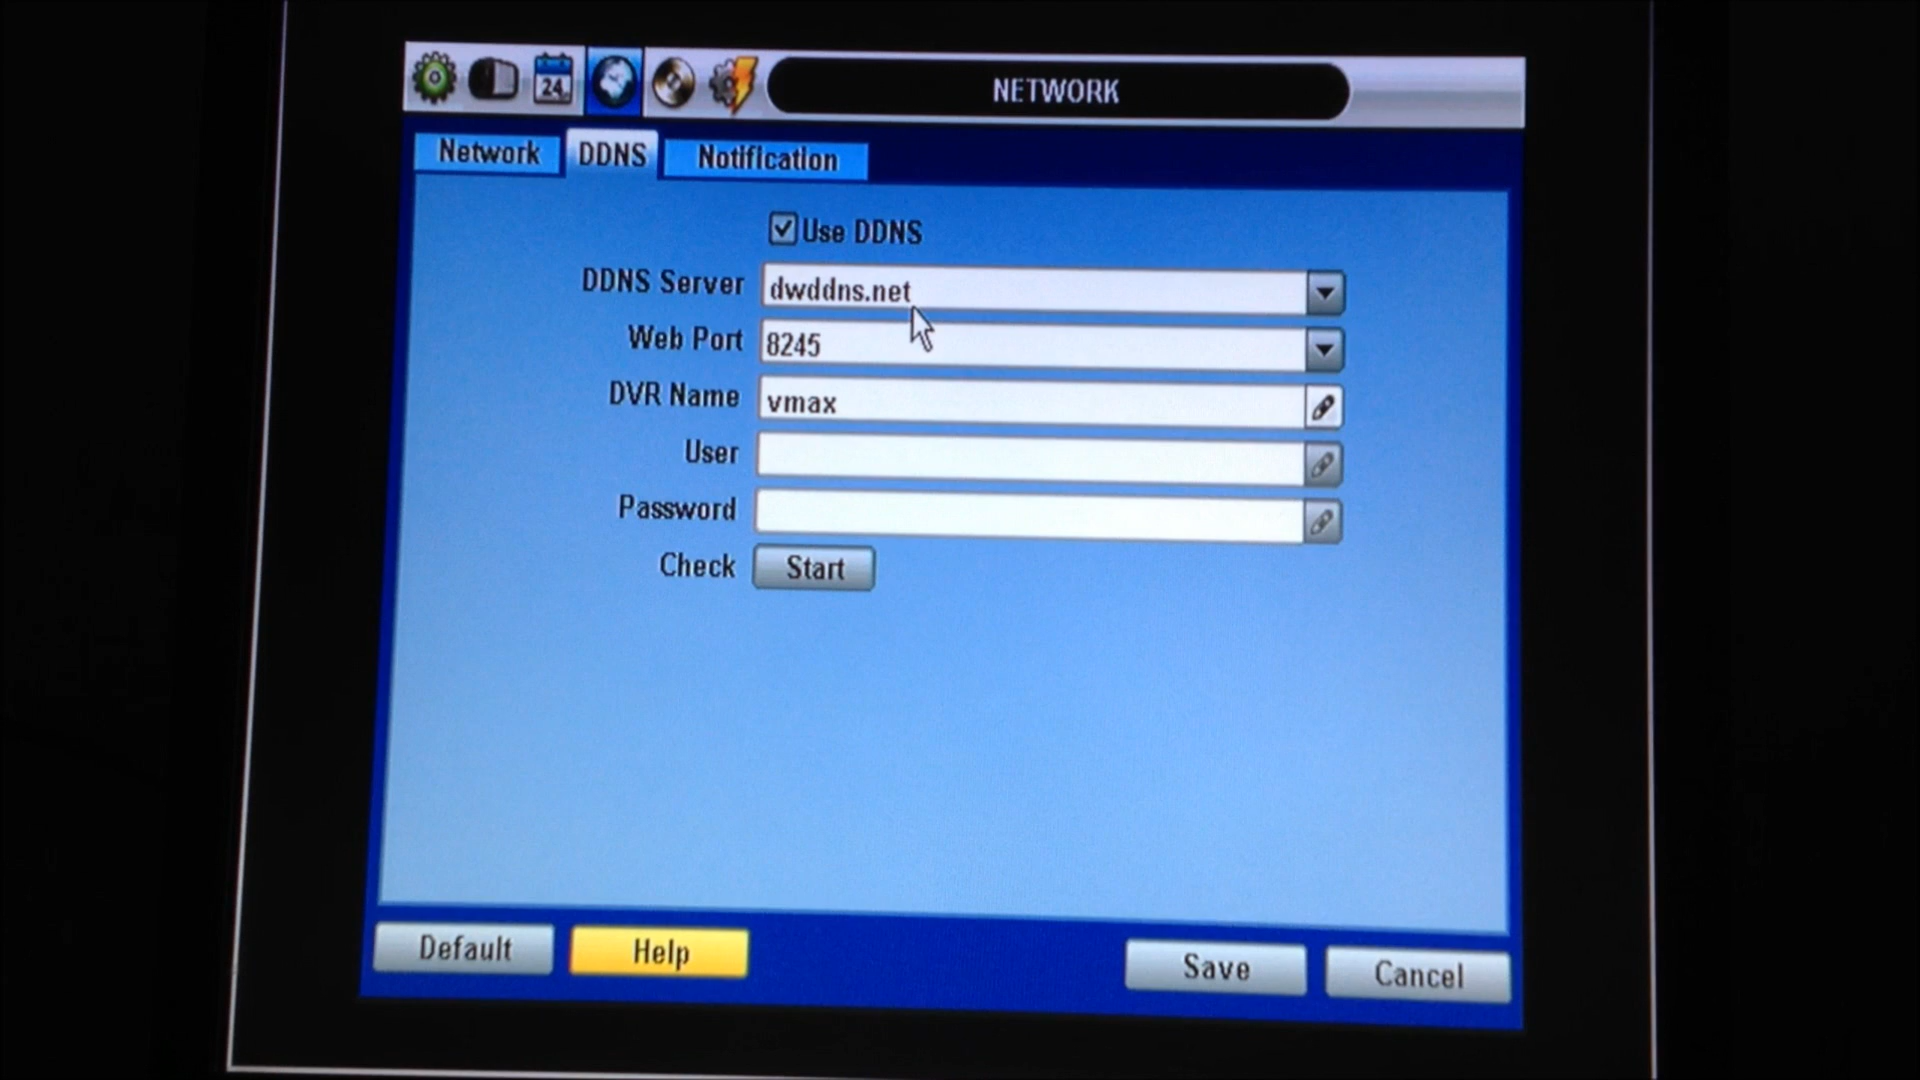 24
NETWORK
Network DDNS Notification
Use DDNS
DDNS Server dwddns.net
Web Port 8245
DVR Name vmax
User
Password
Check Start
Default Help Save Cancel